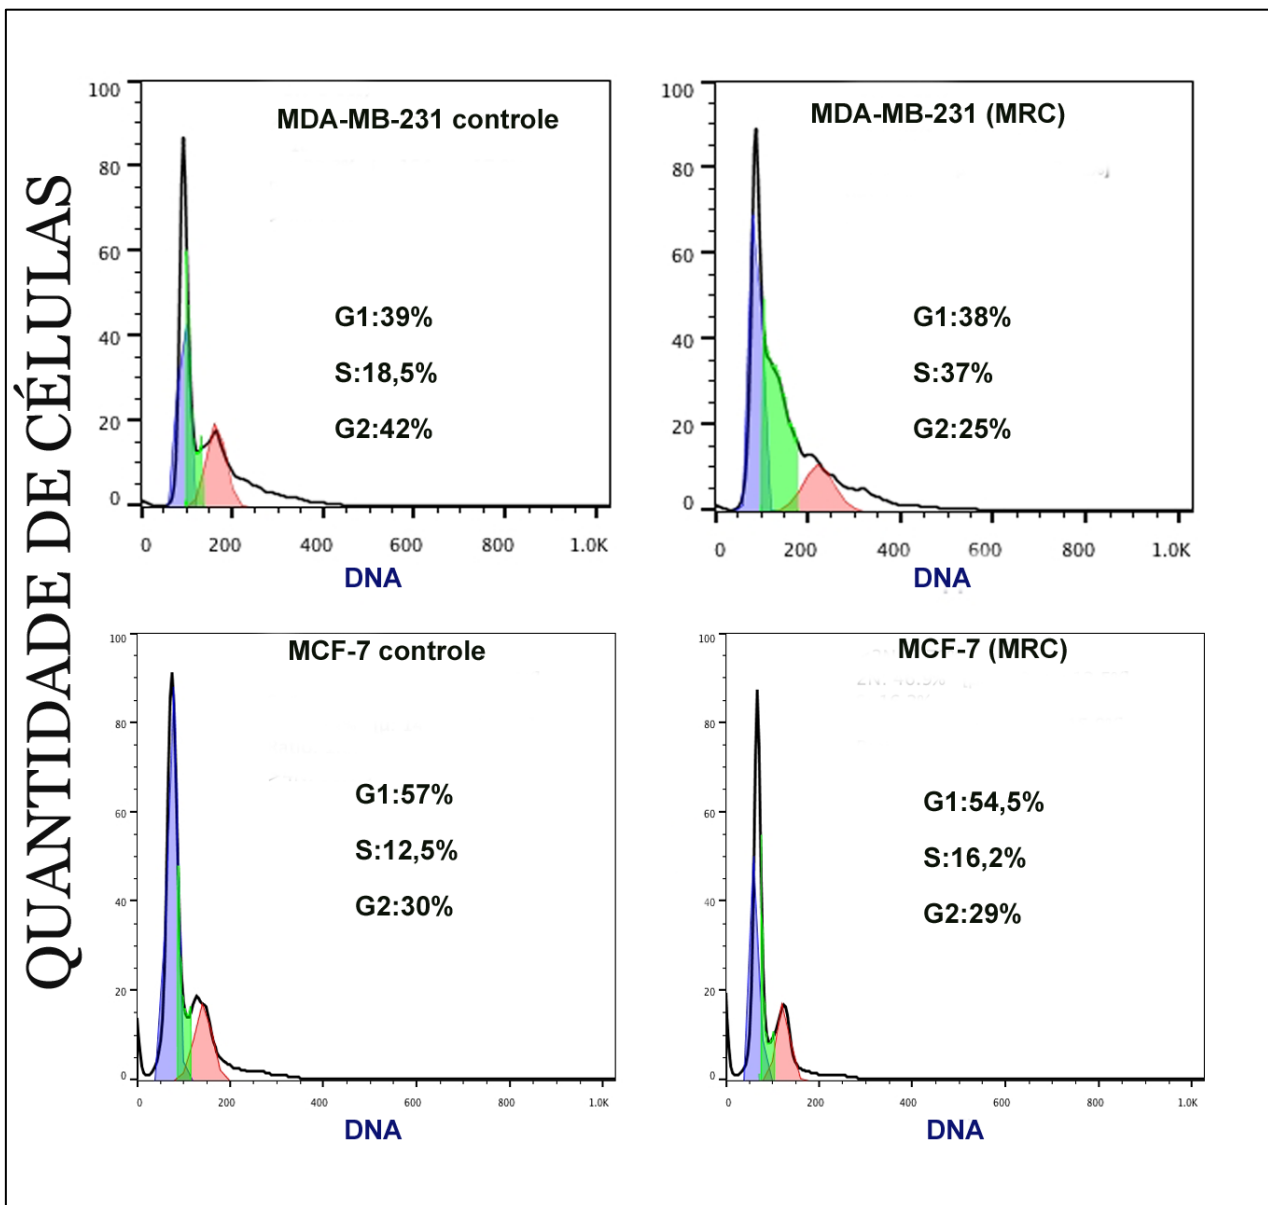 QUANTIDADE DE CÉLULAS
MDA-MB-231 controle
G1:39%
S:18,5%
G2:42%
100
80
60
40
20
0
0 200 400 600 800 1.0K
DNA
MDA-MB-231 (MRC)
G1:38%
S:37%
G2:25%
100
80
60
40
20
0
0 200 400 600 800 1.0K
DNA
MCF-7 controle
G1:57%
S:12,5%
G2:30%
100
80
60
40
20
0
0 200 400 600 800 1.0K
DNA
MCF-7 (MRC)
G1:54,5%
S:16,2%
G2:29%
100
80
60
40
20
0
0 200 400 600 800 1.0K
DNA